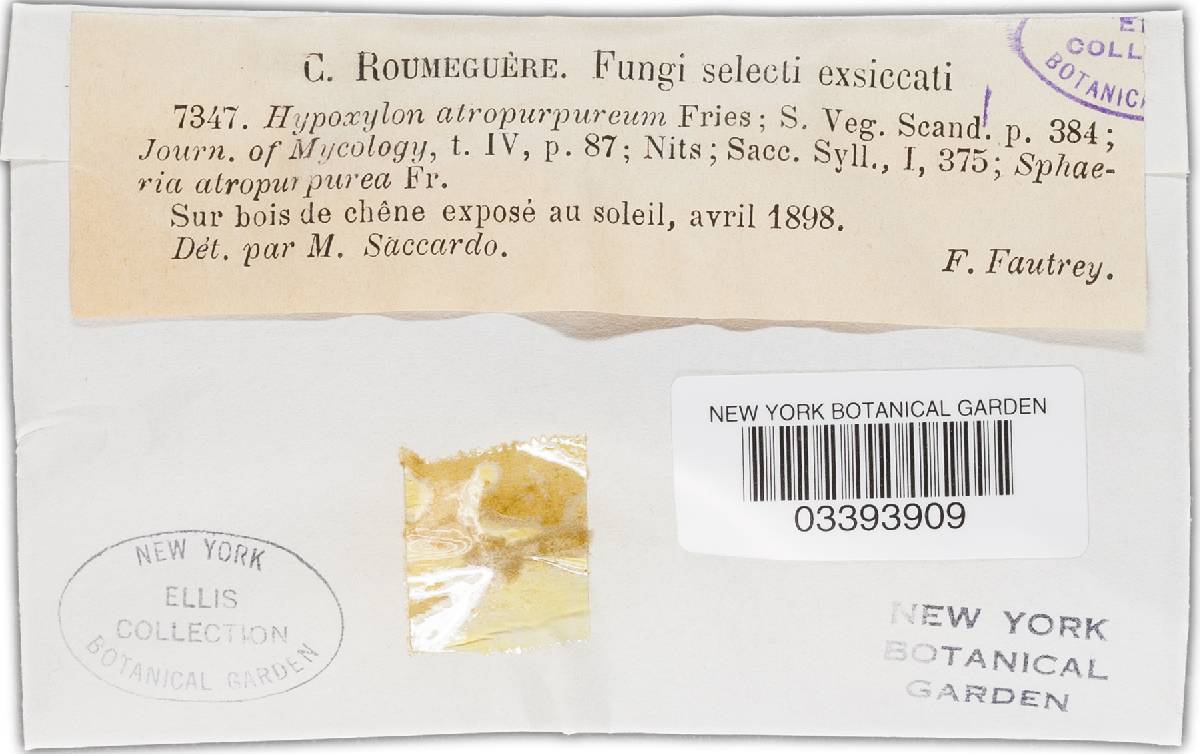 C. ROUMEGUÈRE. Fungi selecti exsiccati
7347. Hypoxylon atropurpureum Fries; S. Veg. Scand. p. 384;
Journ. of Mycology, t. IV, p. 87; Nits; Sacc. Syll., I, 375; Sphae-
ria atropurpurea Fr.
Sur bois de chêne exposé au soleil, avril 1898.
Dét. par M. Saccardo.
F. Fautrey.
COLL
BOTANIC
NEW YORK BOTANICAL GARDEN
03393909
NEW YORK
ELLIS
COLLECTION
BOTANICAL GARDEN
NEW YORK
BOTANICAL
GARDEN